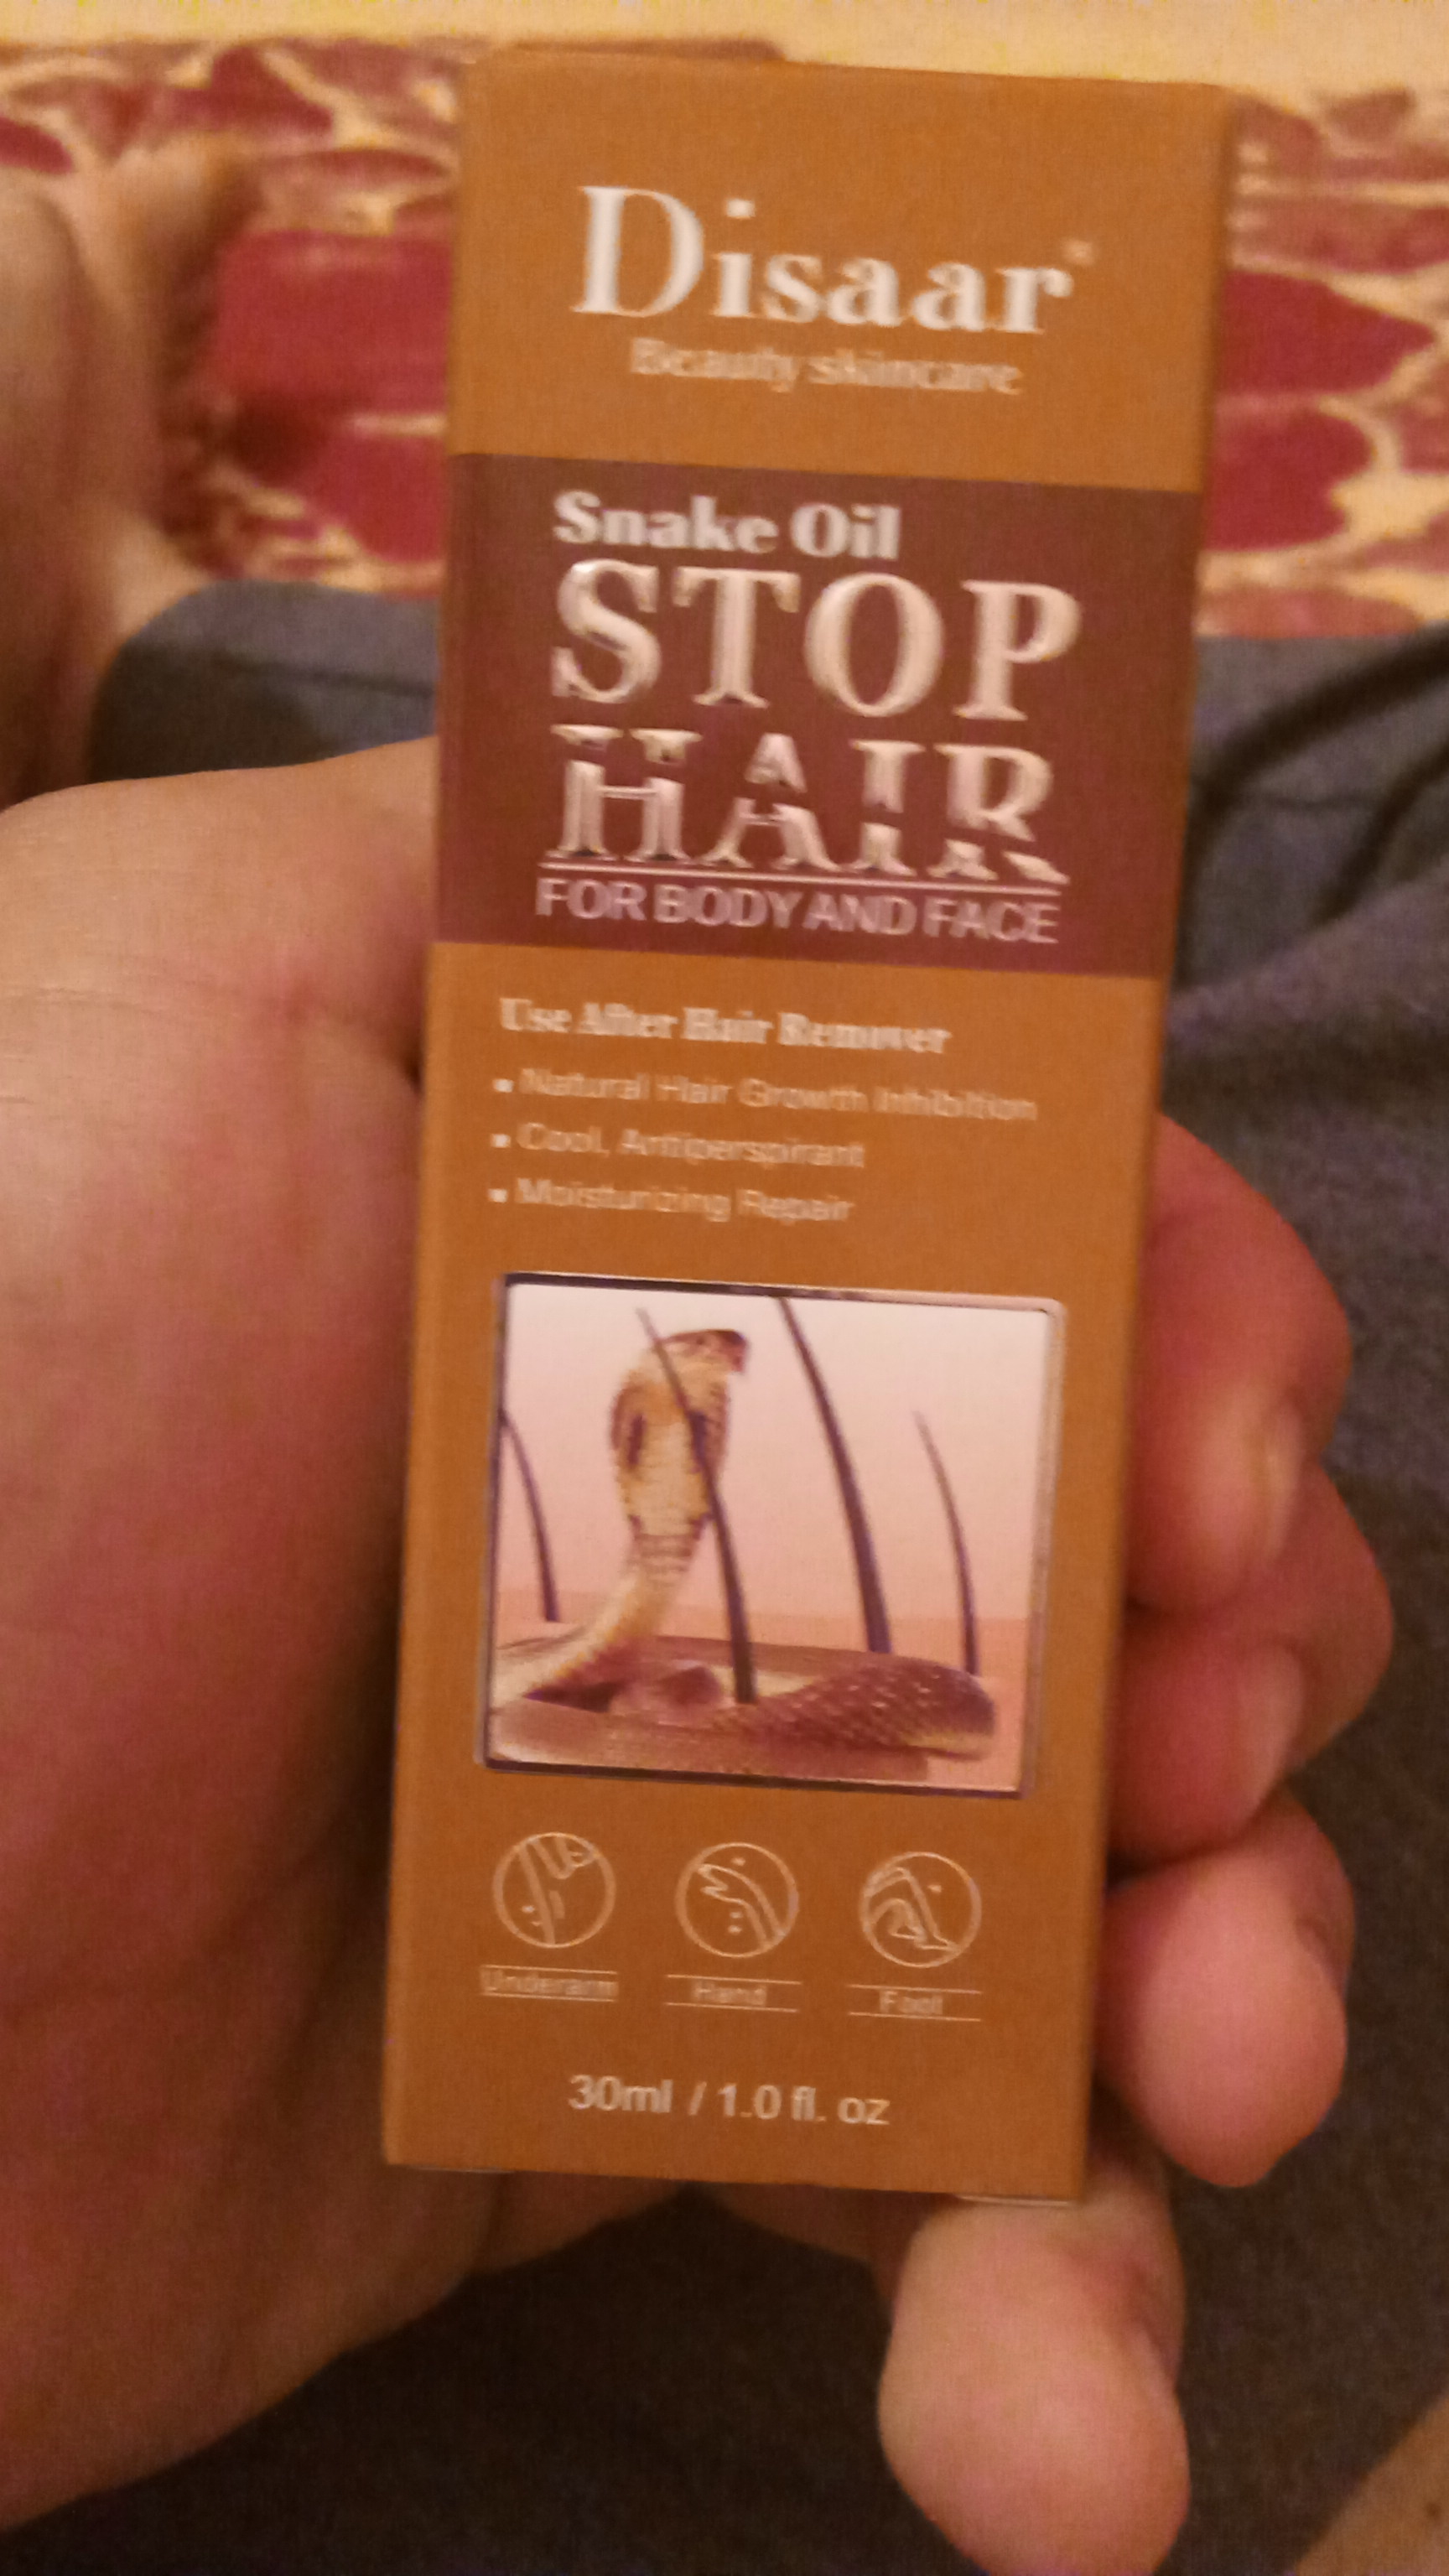 Disaar
Beauty skincare
Snake Oil
STOP
HAIR
FOR BODY AND FACE
Use After Hair Remover
• Natural Hair Growth Inhibition
• Cool, Antiperspirant
• Moisturizing Repair
Underarm
Hand
Foot
30ml / 1.0 fl. oz